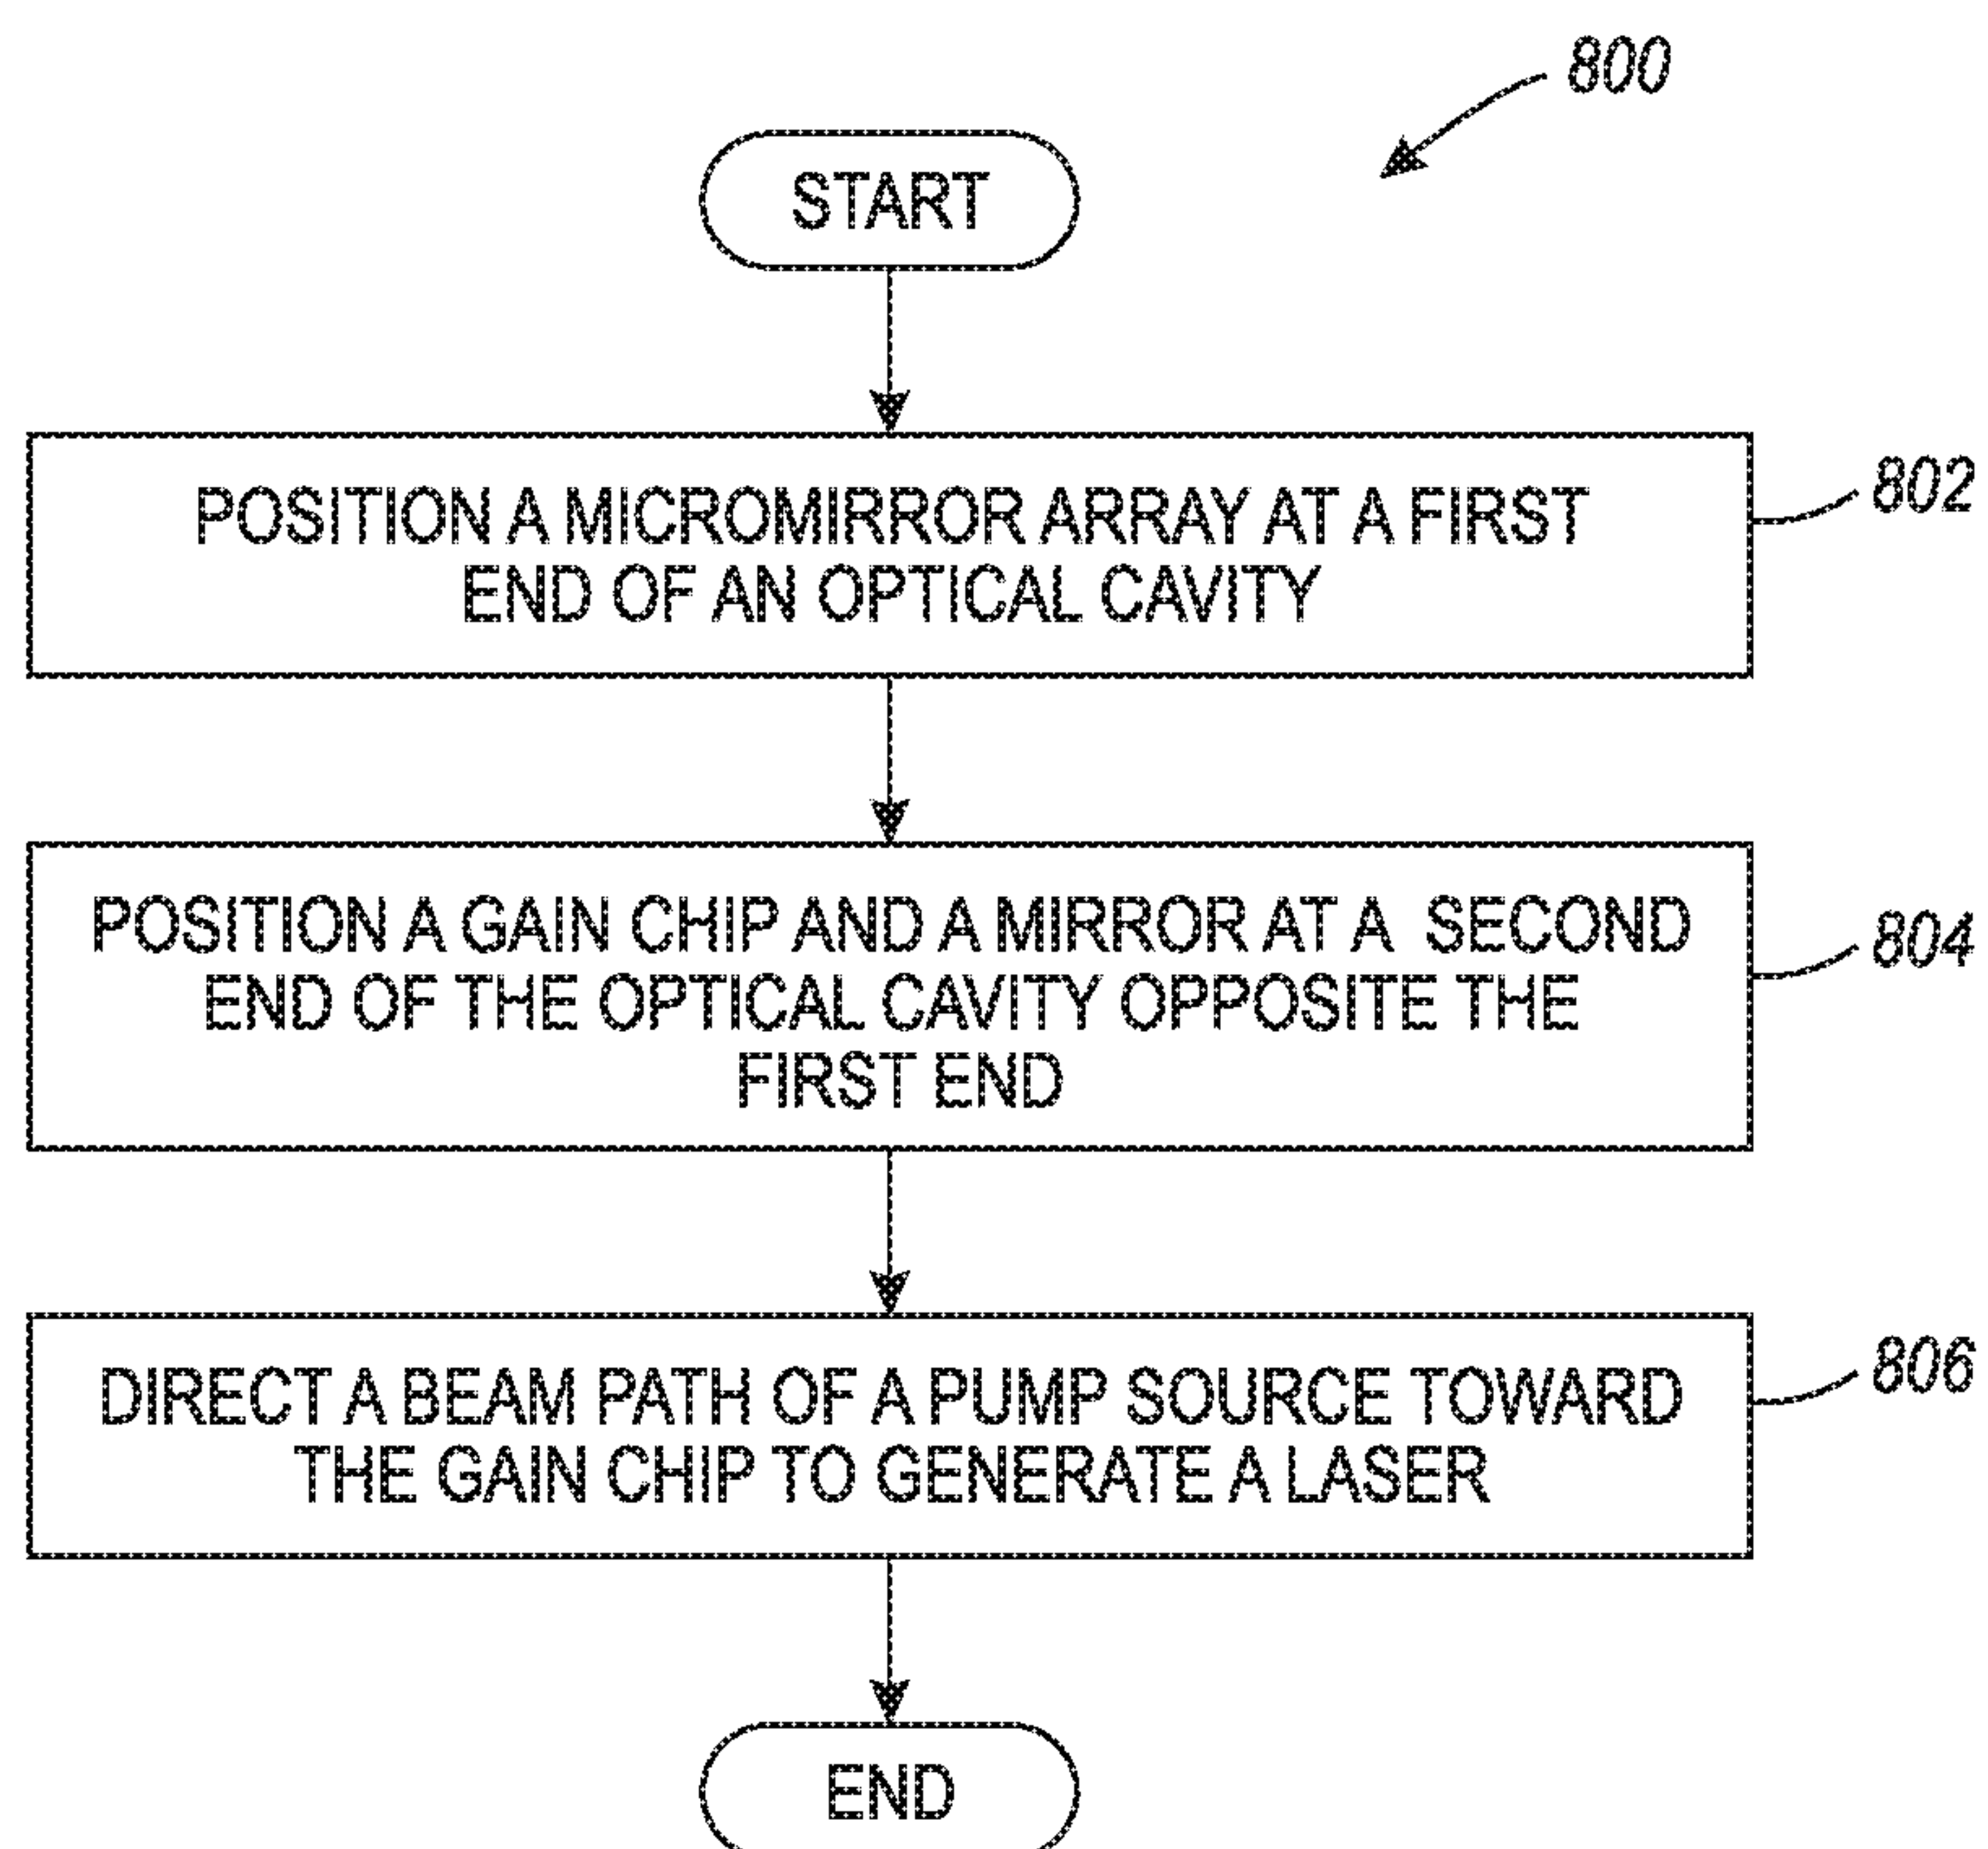 800
START
POSITION A MICROMIRROR ARRAY AT A FIRST
END OF AN OPTICAL CAVITY
802
POSITION A GAIN CHIP AND A MIRROR AT A SECOND
END OF THE OPTICAL CAVITY OPPOSITE THE
FIRST END
804
DIRECT A BEAM PATH OF A PUMP SOURCE TOWARD
THE GAIN CHIP TO GENERATE A LASER
806
END